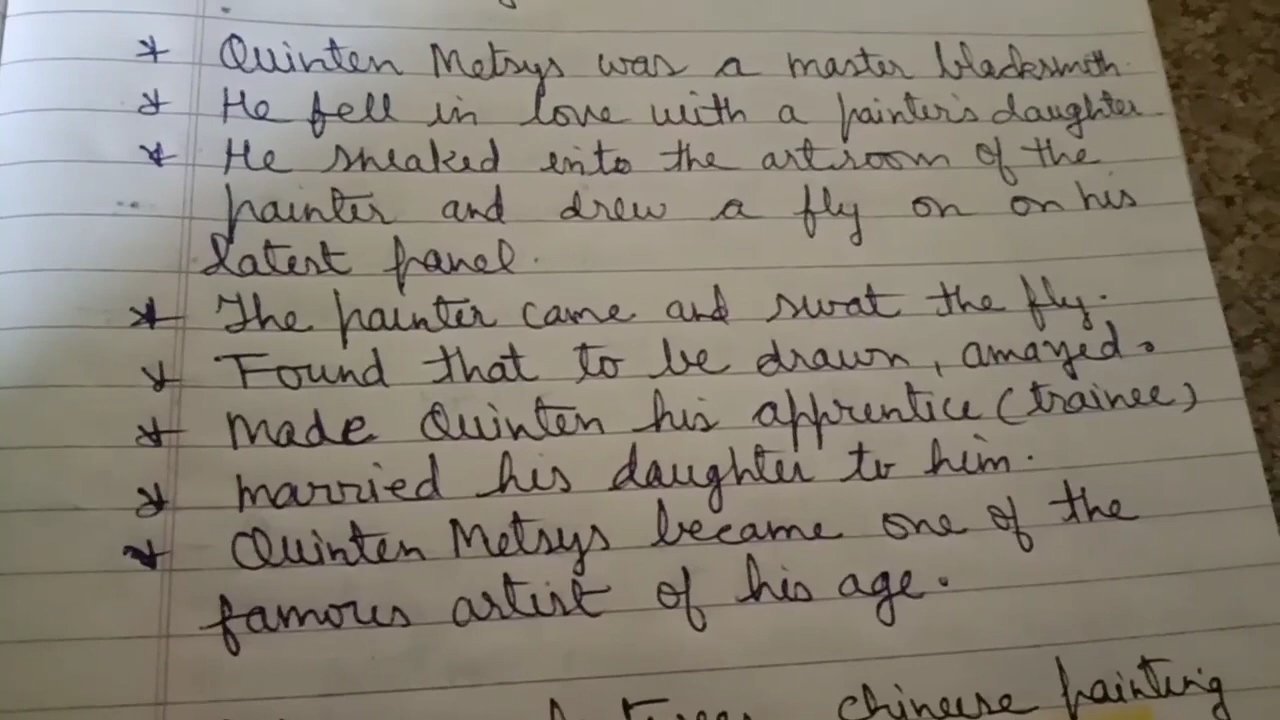 * Quinten Metsys was a master blacksmith.
* He fell in love with a painter's daughter
* He sneaked into the artroom of the
painter and drew a fly on on his
latest panel.
* The painter came and swat the fly.
* Found that to be drawn, amazed.
* Made Quinten his apprentice (trainee)
* married his daughter to him.
* Quinten Metsys became one of the
famous artist of his age.
chinese painting